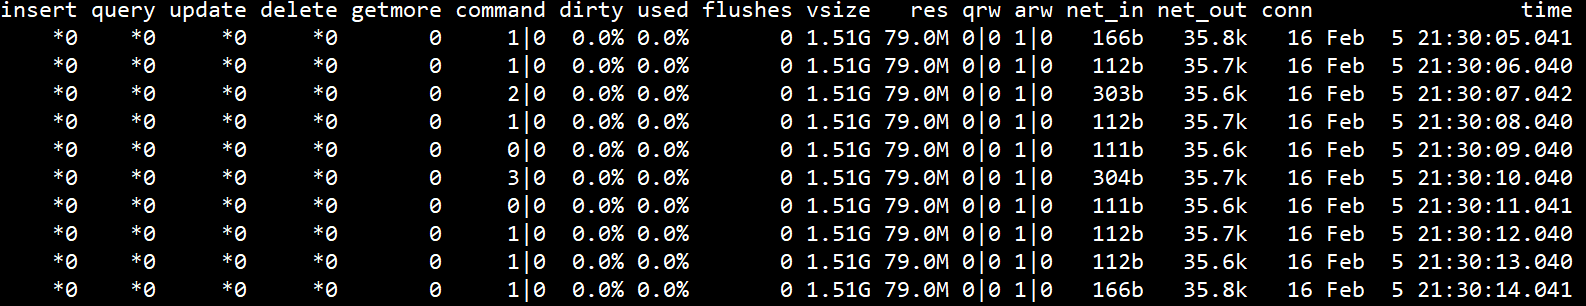 insert query update delete getmore command dirty used flushes vsize   res qrw arw net_in net_out conn                time
    *0    *0     *0     *0       0     1|0  0.0% 0.0%       0 1.51G 79.0M 0|0 1|0   166b   35.8k   16 Feb  5 21:30:05.041
    *0    *0     *0     *0       0     1|0  0.0% 0.0%       0 1.51G 79.0M 0|0 1|0   112b   35.7k   16 Feb  5 21:30:06.040
    *0    *0     *0     *0       0     2|0  0.0% 0.0%       0 1.51G 79.0M 0|0 1|0   303b   35.6k   16 Feb  5 21:30:07.042
    *0    *0     *0     *0       0     1|0  0.0% 0.0%       0 1.51G 79.0M 0|0 1|0   112b   35.7k   16 Feb  5 21:30:08.040
    *0    *0     *0     *0       0     0|0  0.0% 0.0%       0 1.51G 79.0M 0|0 1|0   111b   35.6k   16 Feb  5 21:30:09.040
    *0    *0     *0     *0       0     3|0  0.0% 0.0%       0 1.51G 79.0M 0|0 1|0   304b   35.7k   16 Feb  5 21:30:10.040
    *0    *0     *0     *0       0     0|0  0.0% 0.0%       0 1.51G 79.0M 0|0 1|0   111b   35.6k   16 Feb  5 21:30:11.041
    *0    *0     *0     *0       0     1|0  0.0% 0.0%       0 1.51G 79.0M 0|0 1|0   112b   35.7k   16 Feb  5 21:30:12.040
    *0    *0     *0     *0       0     1|0  0.0% 0.0%       0 1.51G 79.0M 0|0 1|0   112b   35.6k   16 Feb  5 21:30:13.040
    *0    *0     *0     *0       0     1|0  0.0% 0.0%       0 1.51G 79.0M 0|0 1|0   166b   35.8k   16 Feb  5 21:30:14.041